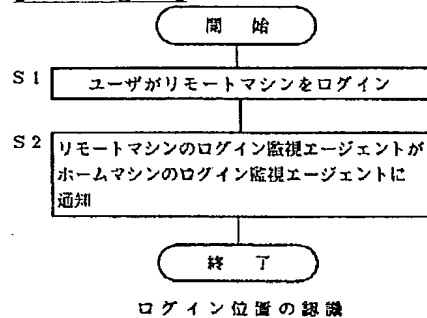 開　始
S1
ユーザがリモートマシンをログイン
S2
リモートマシンのログイン監視エージェントが
ホームマシンのログイン監視エージェントに
通知
終　了
ログイン位置の認識